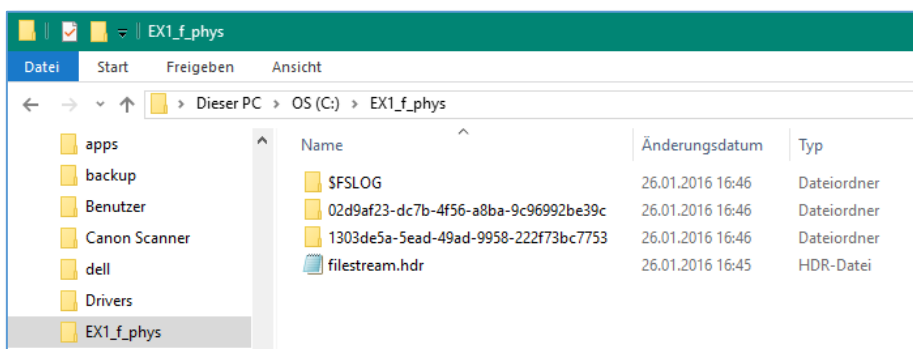 EX1_f_phys
Datei Start Freigeben Ansicht
Dieser PC > OS (C:) > EX1_f_phys
apps
backup
Benutzer
Canon Scanner
dell
Drivers
EX1_f_phys
Name Änderungsdatum Typ
$FSLOG 26.01.2016 16:46 Dateiordner
02d9af23-dc7b-4f56-a8ba-9c96992be39c 26.01.2016 16:46 Dateiordner
1303de5a-5ead-49ad-9958-222f73bc7753 26.01.2016 16:46 Dateiordner
filestream.hdr 26.01.2016 16:45 HDR-Datei